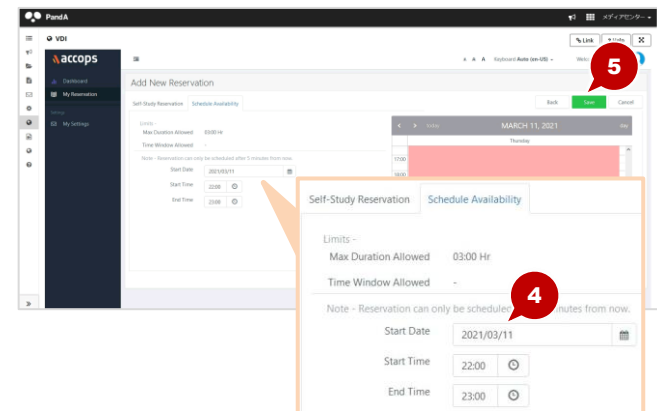 PandA
メディアセンター
VDI
Link
accops
A A A Keyboard Auto (en-US)
5
Dashboard
My Reservation
Settings
My Settings
Add New Reservation
Self-Study Reservation Schedule Availability
Back Save Cancel
Limits -
Max Duration Allowed 03:00 Hr
Time Window Allowed -
Note - Reservation can only be scheduled after 5 minutes from now.
Start Date 2021/03/11
Start Time 22:00
End Time 23:00
< > today MARCH 11, 2021 day
Thursday
17:00
18:00
Self-Study Reservation Schedule Availability
Limits -
Max Duration Allowed 03:00 Hr
Time Window Allowed -
4
Note - Reservation can only be scheduled minutes from now.
Start Date 2021/03/11
Start Time 22:00
End Time 23:00